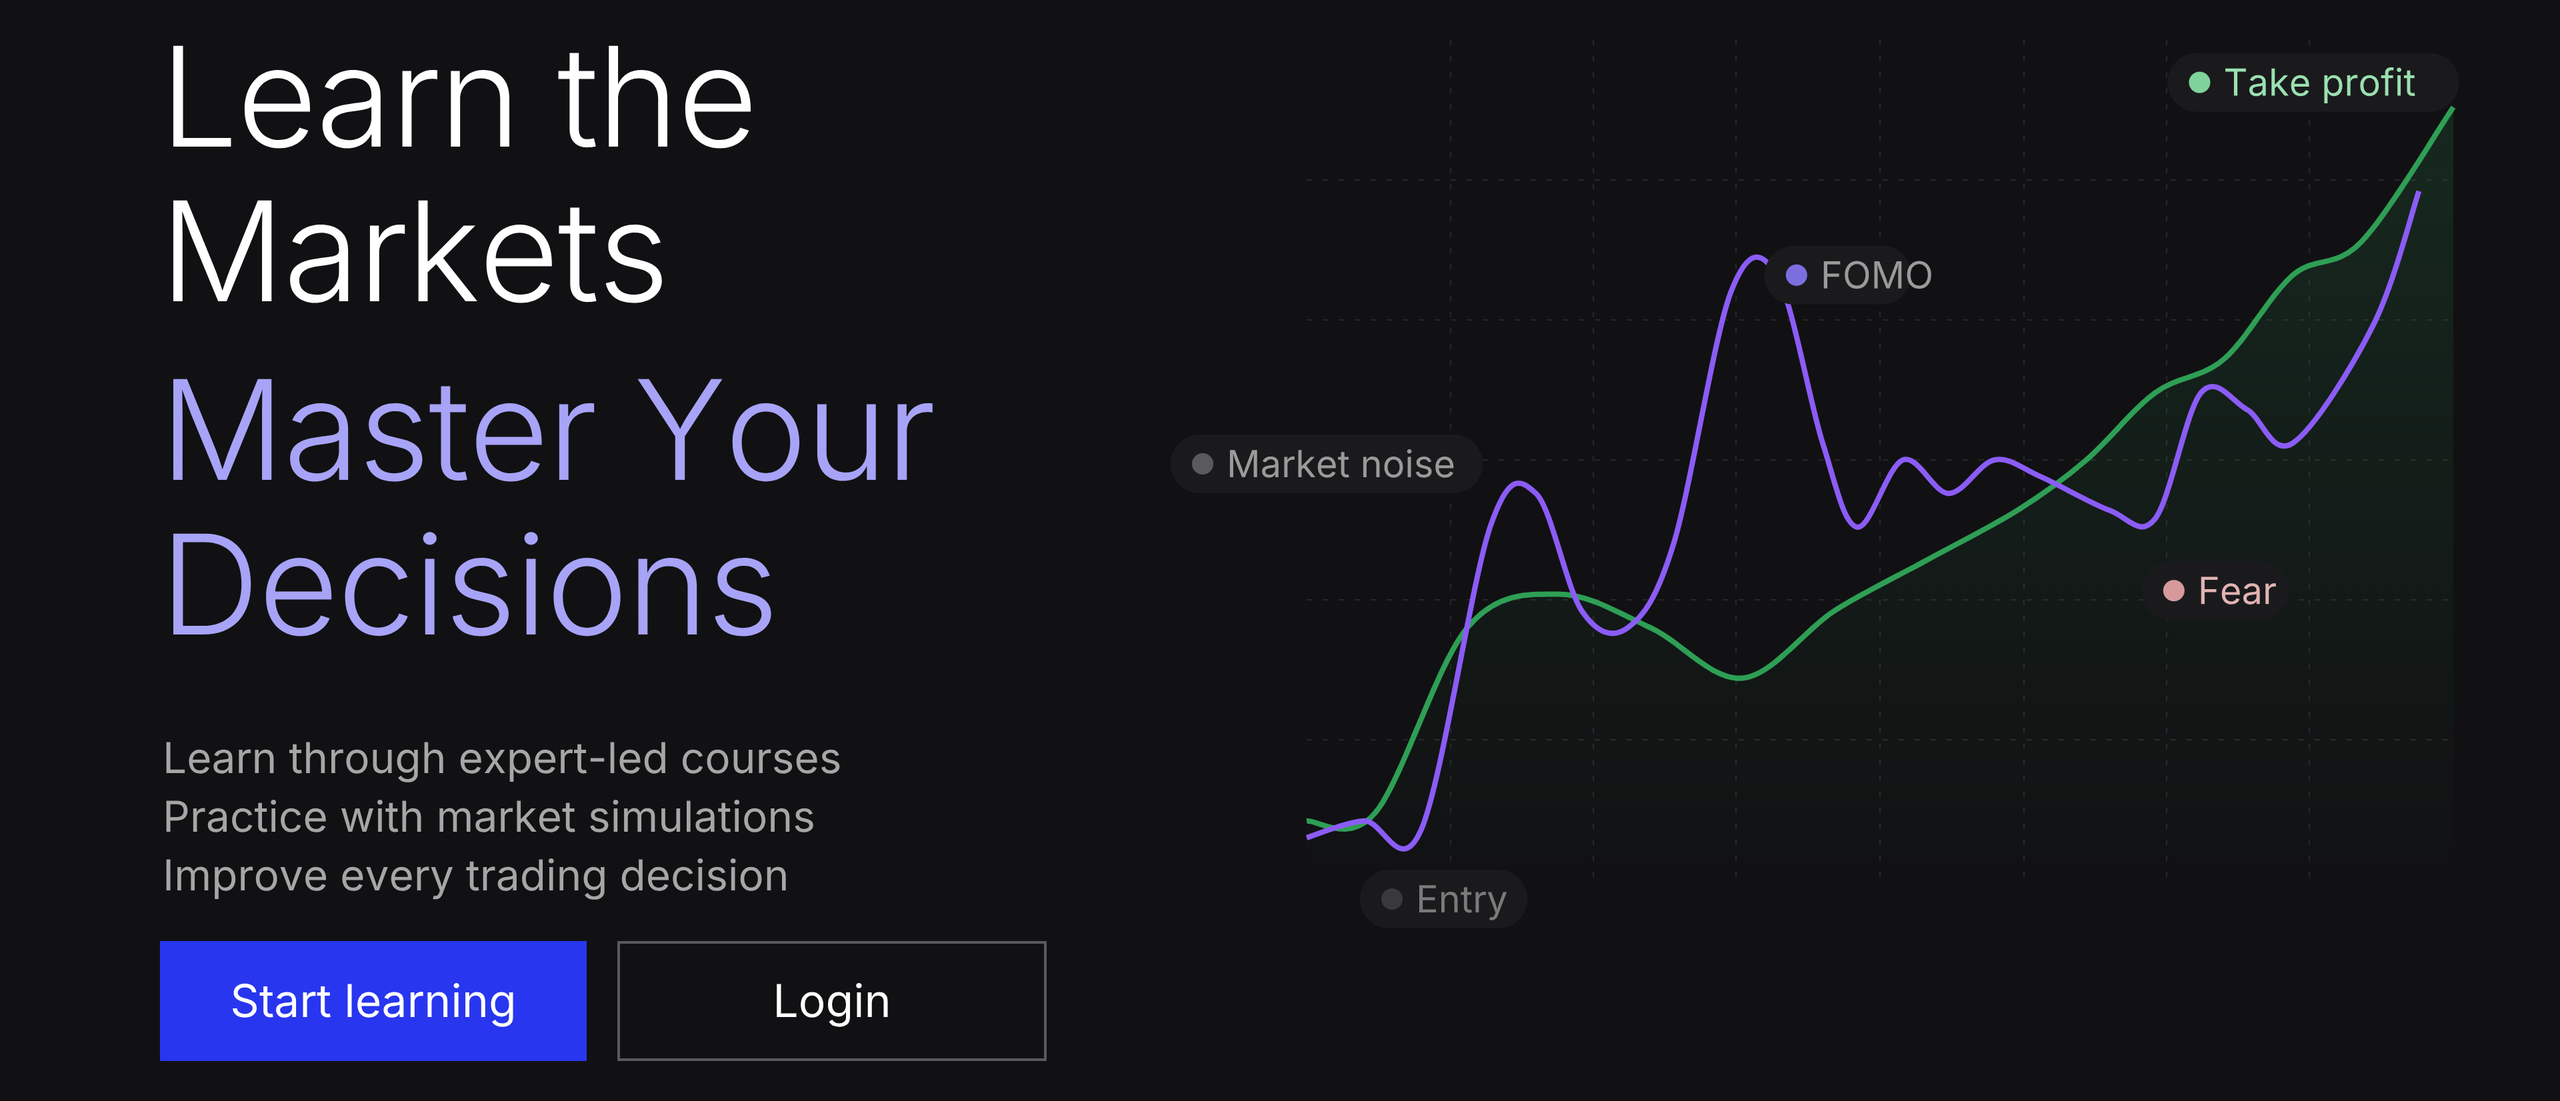 Learn the
Markets
Master Your
Decisions
Learn through expert-led courses
Practice with market simulations
Improve every trading decision
Start learning
Login
Take profit
FOMO
Market noise
Fear
Entry